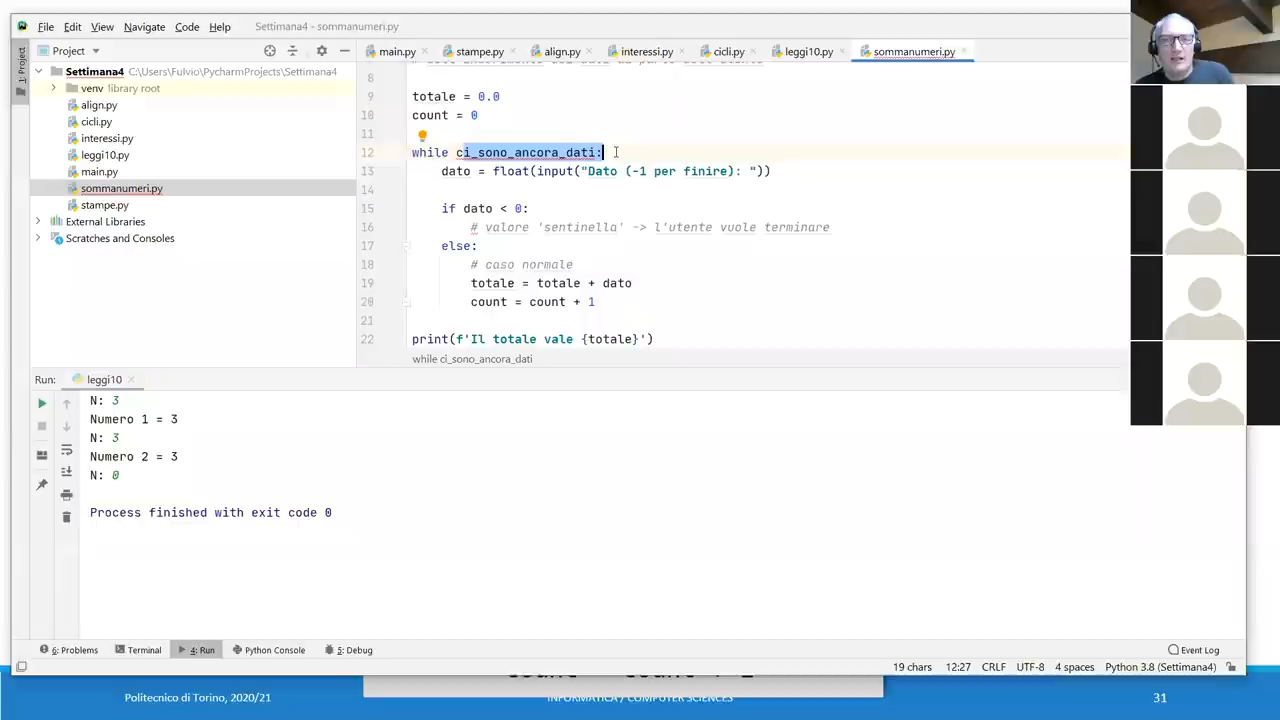 File Edit View Navigate Code Help Settimana4 - sommanumeri.py
1: Project
Project
main.py stampe.py align.py interessi.py cicli.py leggi10.py sommanumeri.py
Settimana4 C:\Users\Fulvio\PycharmProjects\Settimana4
venv library root
align.py
cicli.py
interessi.py
leggi10.py
main.py
sommanumeri.py
stampe.py
External Libraries
Scratches and Consoles
8
9 totale = 0.0
10 count = 0
11
12 while ci_sono_ancora_dati:
13 dato = float(input("Dato (-1 per finire): "))
14
15 if dato < 0:
16 # valore 'sentinella' -> l'utente vuole terminare
17 else:
18 # caso normale
19 totale = totale + dato
20 count = count + 1
21
22 print(f'Il totale vale {totale}')
while ci_sono_ancora_dati
Run: leggi10
N: 3
Numero 1 = 3
N: 3
Numero 2 = 3
N: 0
Process finished with exit code 0
6: Problems Terminal 4: Run Python Console 5: Debug Event Log
19 chars 12:27 CRLF UTF-8 4 spaces Python 3.8 (Settimana4)
Politecnico di Torino, 2020/21 INFORMATICA / COMPUTER SCIENCES 31